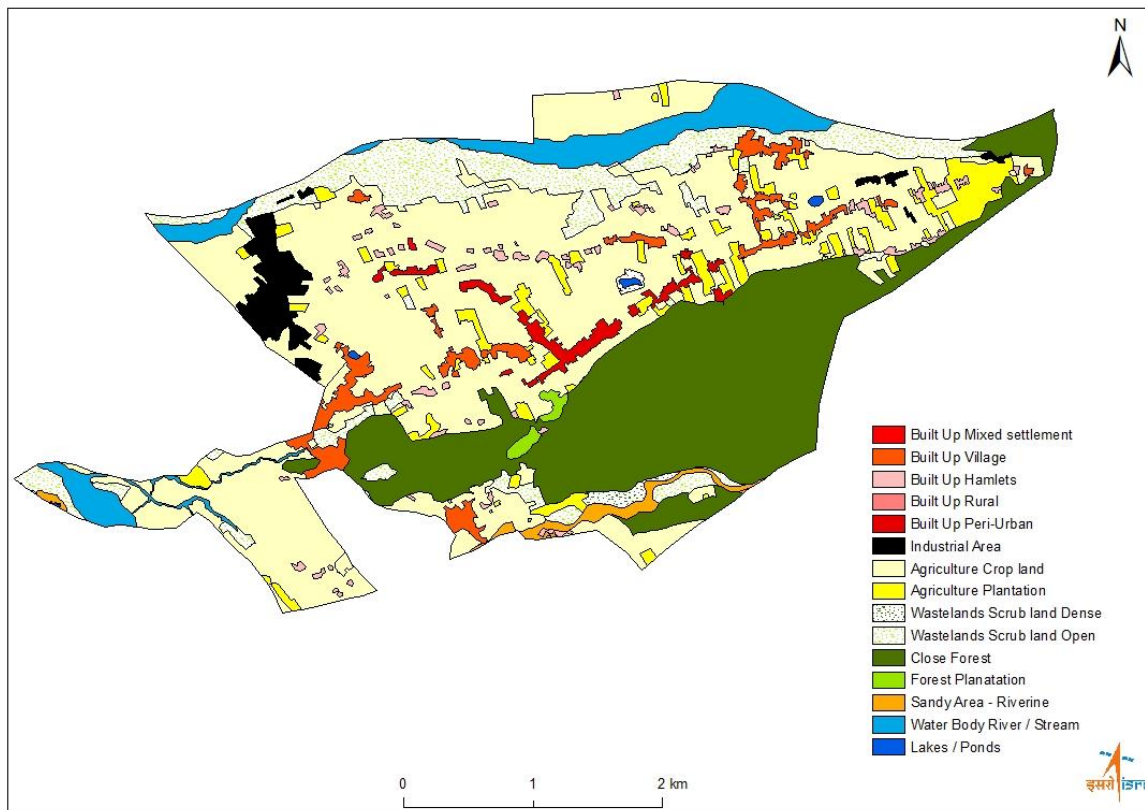 N
Built Up Mixed settlement
Built Up Village
Built Up Hamlets
Built Up Rural
Built Up Peri-Urban
Industrial Area
Agriculture Crop land
Agriculture Plantation
Wastelands Scrub land Dense
Wastelands Scrub land Open
Close Forest
Forest Planatation
Sandy Area - Riverine
Water Body River / Stream
Lakes / Ponds
0 1 2 km
इसरो isro